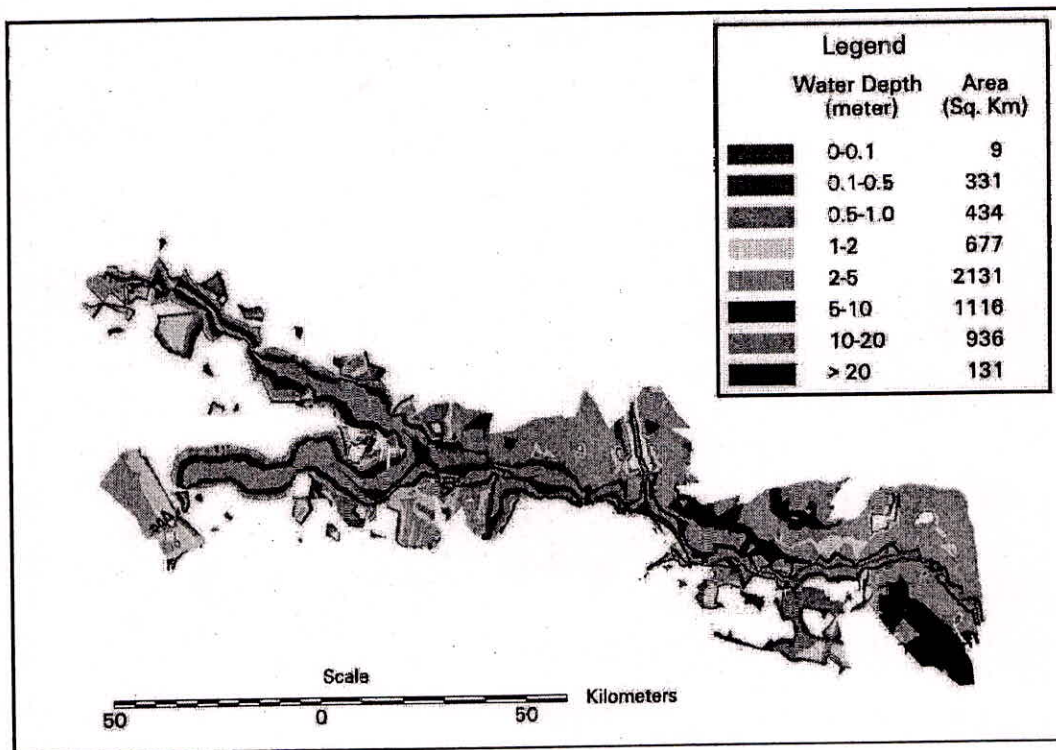 Legend
Water Depth Area
(meter) (Sq. Km)
0-0.1 9
0.1-0.5 331
0.5-1.0 434
1-2 677
2-5 2131
5-10 1116
10-20 936
> 20 131
Scale
50 0 50 Kilometers